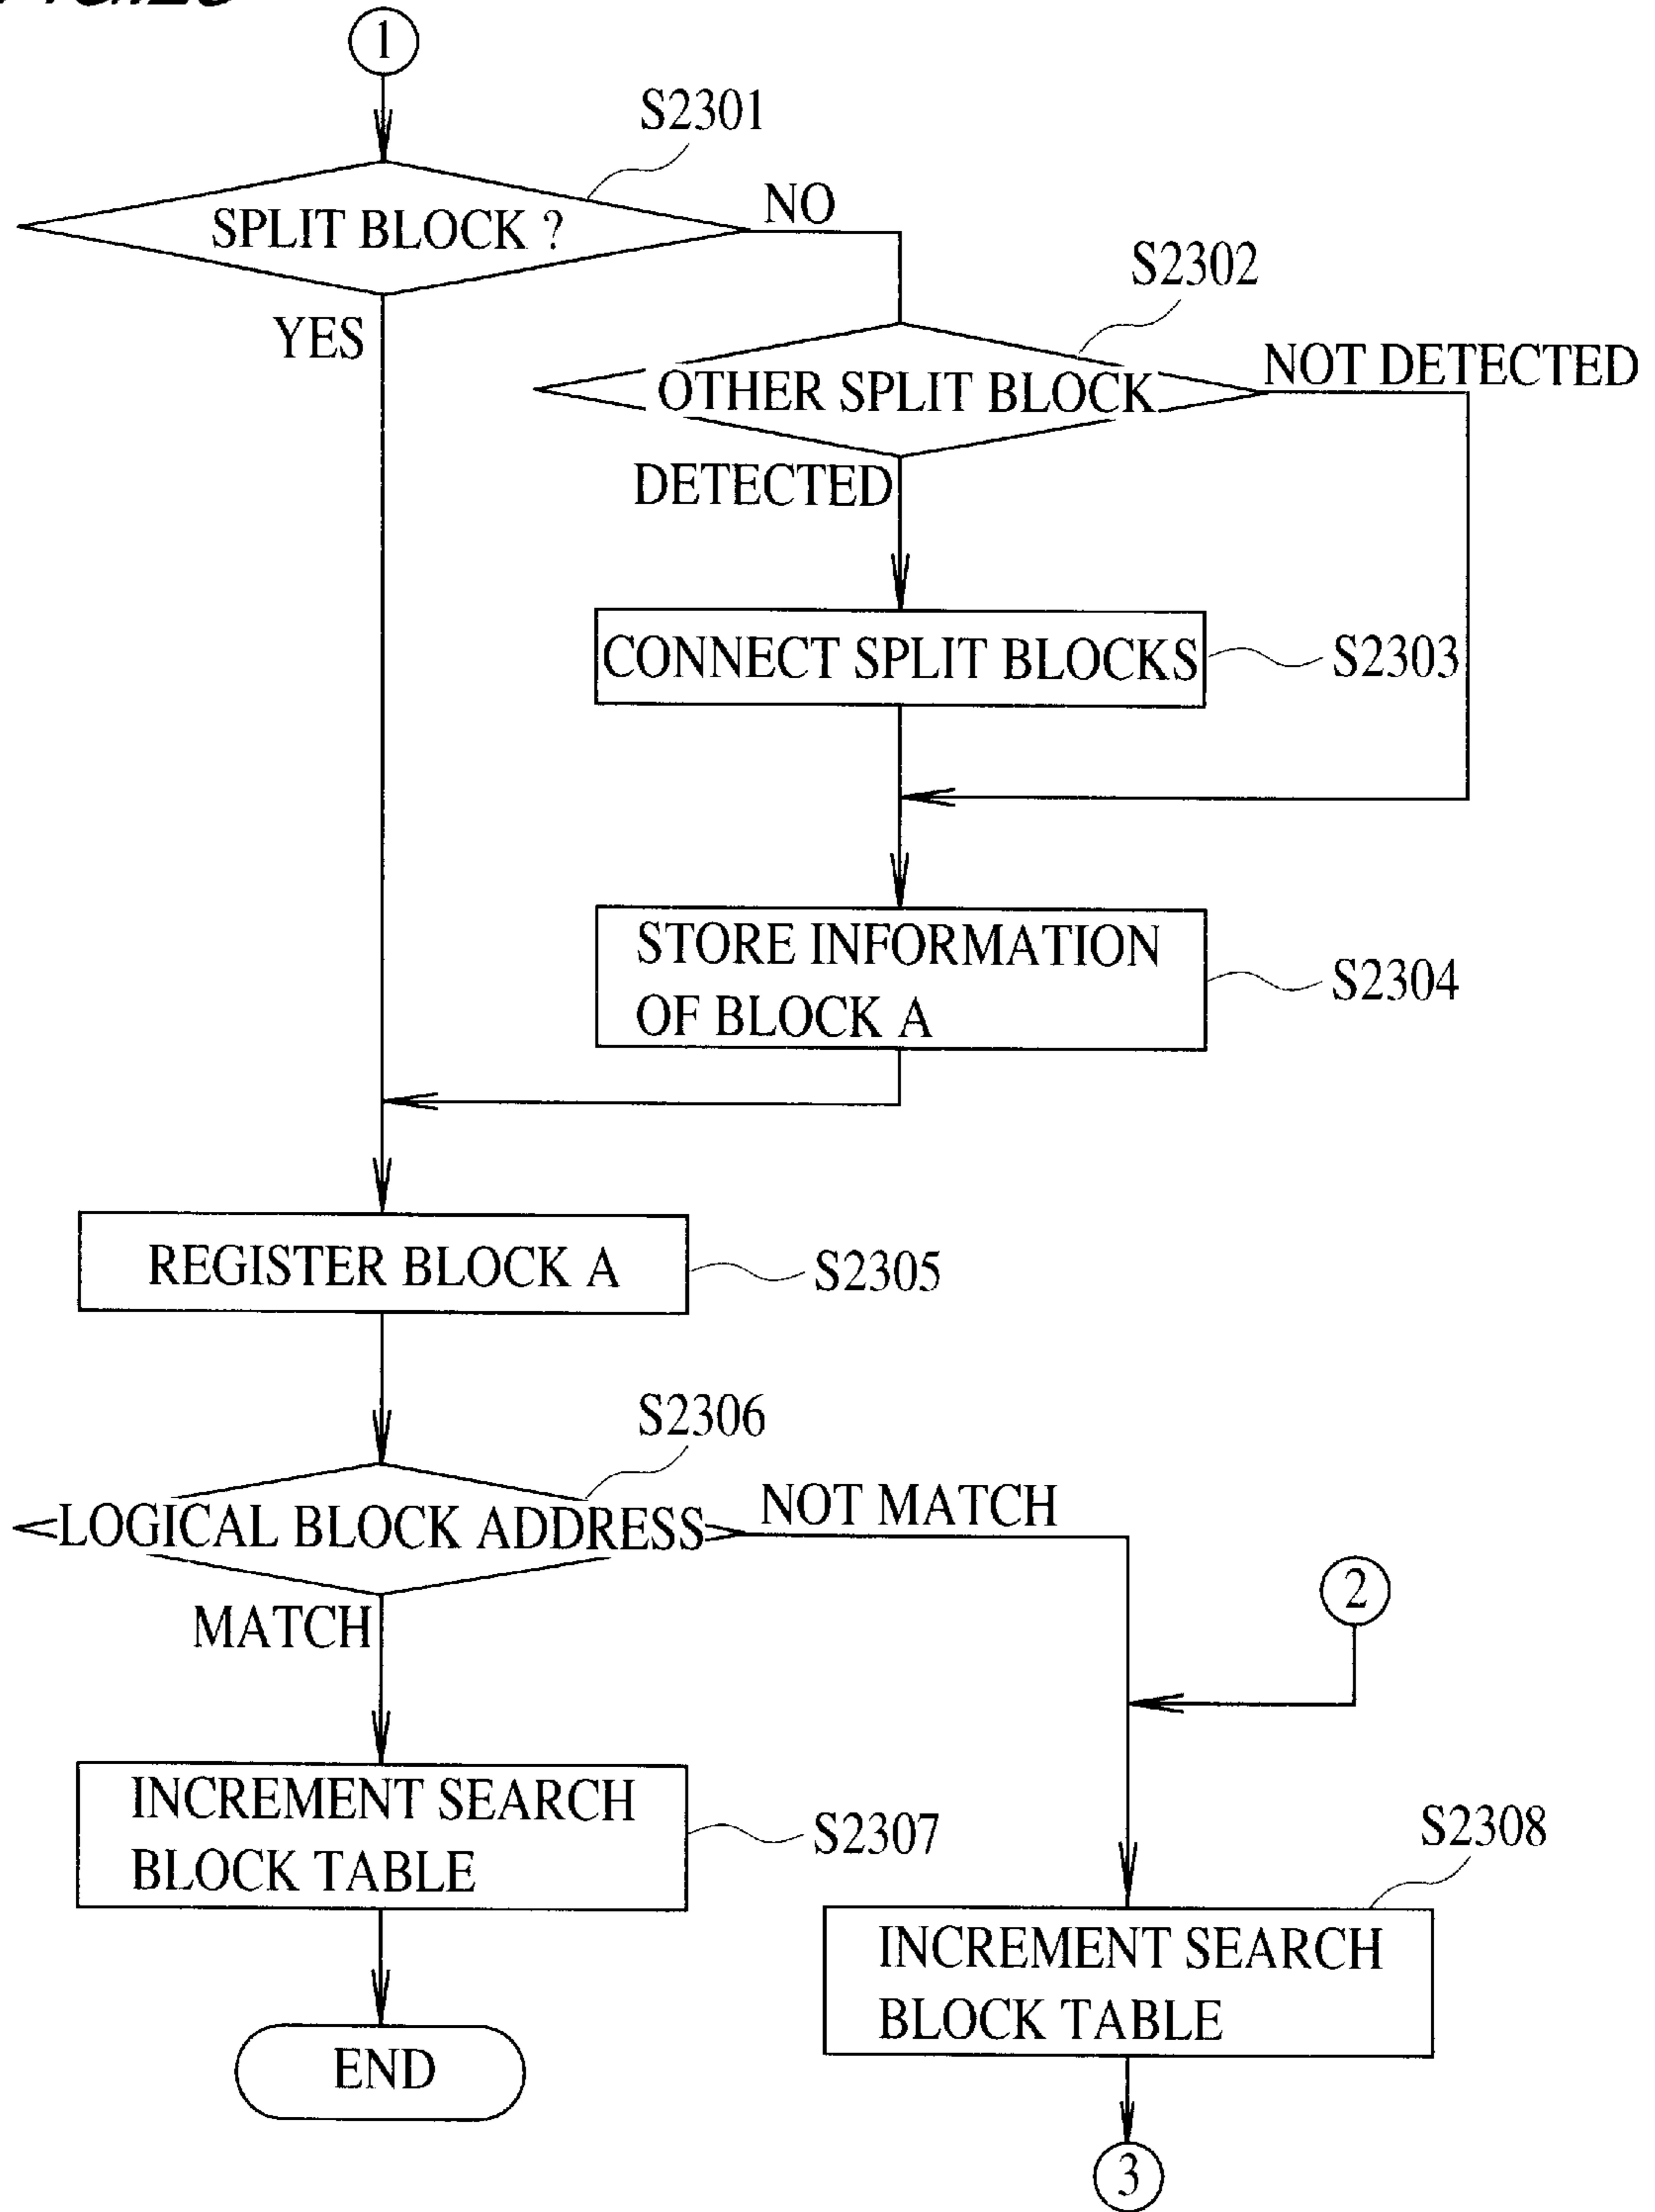 1
S2301
SPLIT BLOCK ?
NO
S2302
YES
NOT DETECTED
OTHER SPLIT BLOCK
DETECTED
CONNECT SPLIT BLOCKS
S2303
STORE INFORMATION
OF BLOCK A
S2304
REGISTER BLOCK A
S2305
S2306
LOGICAL BLOCK ADDRESS
NOT MATCH
2
MATCH
INCREMENT SEARCH
BLOCK TABLE
S2307
S2308
INCREMENT SEARCH
BLOCK TABLE
END
3